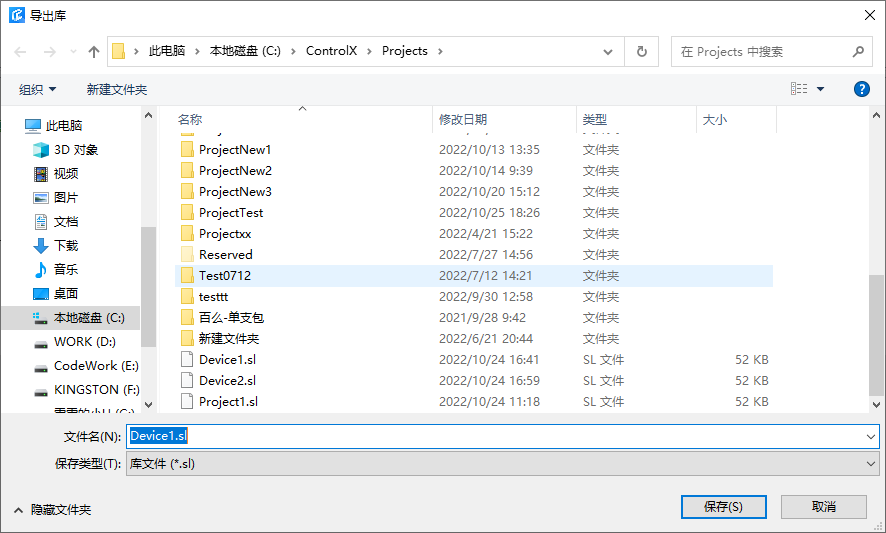 导出库
此电脑 本地磁盘 (C:) ControlX Projects
在 Projects 中搜索
组织 新建文件夹
此电脑
3D 对象
视频
图片
文档
下载
音乐
桌面
本地磁盘 (C:)
WORK (D:)
CodeWork (E:)
KINGSTON (F:)
名称 修改日期 类型 大小
ProjectNew1 2022/10/13 13:35 文件夹
ProjectNew2 2022/10/14 9:39 文件夹
ProjectNew3 2022/10/20 15:12 文件夹
ProjectTest 2022/10/25 18:26 文件夹
Projectxx 2022/4/21 15:22 文件夹
Reserved 2022/7/27 14:56 文件夹
Test0712 2022/7/12 14:21 文件夹
testtt 2022/9/30 12:58 文件夹
百么-单支包 2021/9/28 9:42 文件夹
新建文件夹 2022/6/21 20:44 文件夹
Device1.sl 2022/10/24 16:41 SL 文件 52 KB
Device2.sl 2022/10/24 16:59 SL 文件 52 KB
Project1.sl 2022/10/24 11:18 SL 文件 52 KB
文件名(N): Device1.sl
保存类型(T): 库文件 (*.sl)
隐藏文件夹
保存(S) 取消